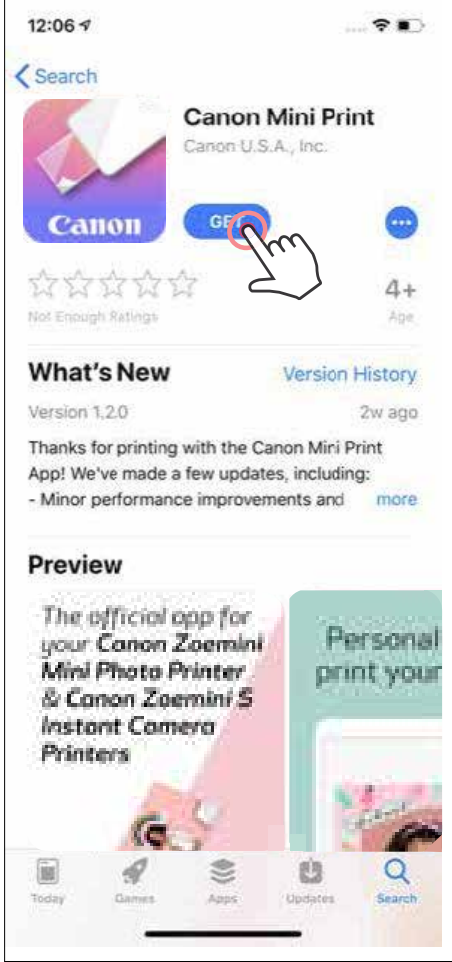 12:06
Search
Canon Mini Print
Canon U.S.A., Inc.
Canon
GET
4+
Not Enough Ratings
Age
What's New
Version History
Version 1.2.0
2w ago
Thanks for printing with the Canon Mini Print
App! We've made a few updates, including:
- Minor performance improvements and more
Preview
The official app for
your Canon Zoemini
Mini Photo Printer
& Canon Zoemini S
Instant Camera
Printers
Personal
print your
Today
Games
Apps
Updates
Search